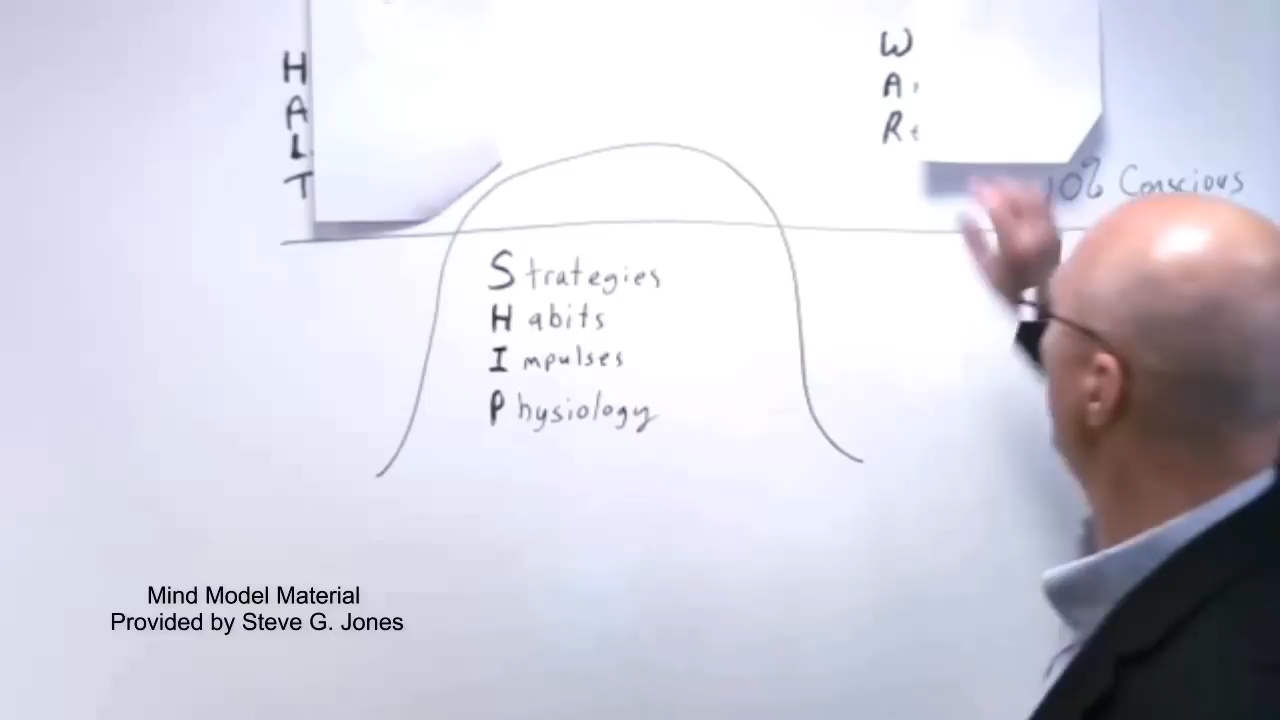 H
A
L
T
W
A
R
10% Conscious
Strategies
Habits
Impulses
Physiology
Mind Model Material
Provided by Steve G. Jones